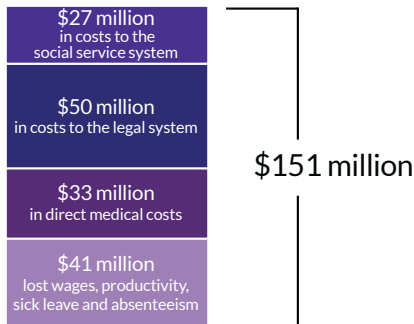 $27 million
in costs to the
social service system
$50 million
in costs to the legal system
$151 million
$33 million
in direct medical costs
$41 million
lost wages, productivity,
sick leave and absenteeism